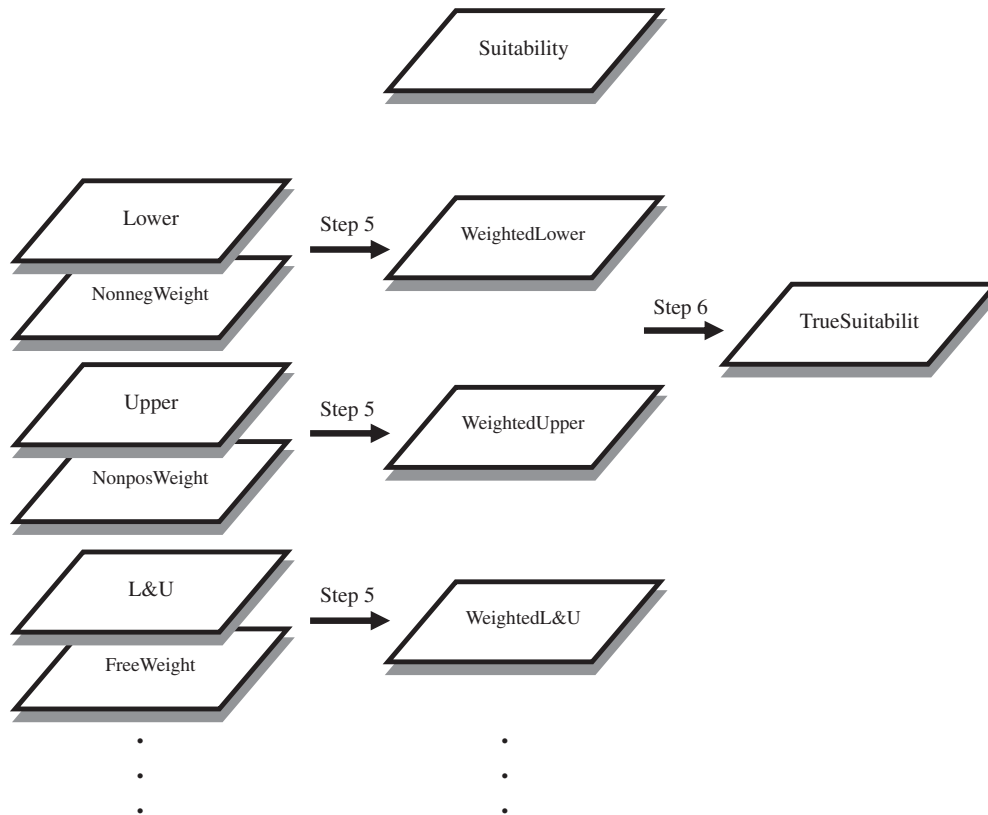 Suitability
Lower
Step 5
WeightedLower
NonnegWeight
Step 6
TrueSuitabilit
Upper
Step 5
WeightedUpper
NonposWeight
L&U
Step 5
WeightedL&U
FreeWeight